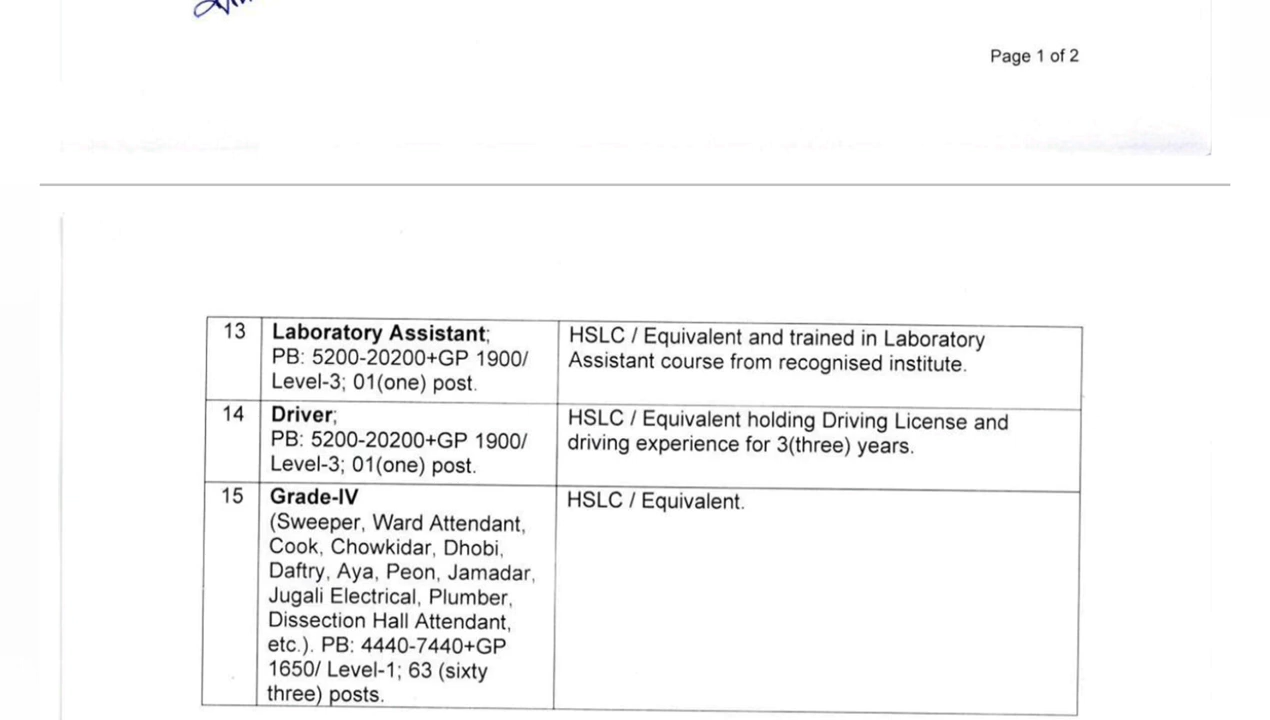 Page 1 of 2
13 Laboratory Assistant; HSLC / Equivalent and trained in Laboratory
PB: 5200-20200+GP 1900/ Assistant course from recognised institute.
Level-3; 01(one) post.
14 Driver; HSLC / Equivalent holding Driving License and
PB: 5200-20200+GP 1900/ driving experience for 3(three) years.
Level-3; 01(one) post.
15 Grade-IV HSLC / Equivalent.
(Sweeper, Ward Attendant,
Cook, Chowkidar, Dhobi,
Daftry, Aya, Peon, Jamadar,
Jugali Electrical, Plumber,
Dissection Hall Attendant,
etc.). PB: 4440-7440+GP
1650/ Level-1; 63 (sixty
three) posts.